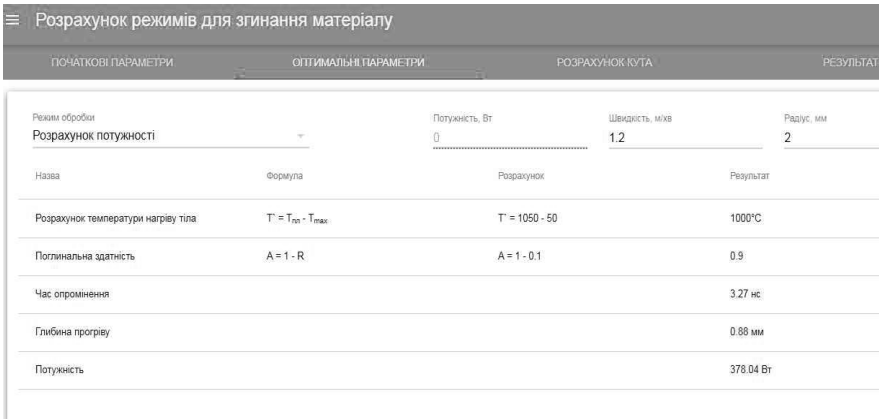 Розрахунок режимів для згинання матеріалу
ПОЧАТКОВІ ПАРАМЕТРИ ОПТИМАЛЬНІ ПАРАМЕТРИ РОЗРАХУНОК КУТА РЕЗУЛЬТАТ
Режим обробки Потужність, Вт Швидкість, м/хв Радіус, мм
Розрахунок потужності 0 1.2 2
Назва Формула Розрахунок Результат
Розрахунок температури нагріву тіла T* = Tпл - Tmax T* = 1050 - 50 1000°C
Поглинальна здатність A = 1 - R A = 1 - 0.1 0.9
Час опромінення 3.27 нс
Глибина прогріву 0.88 мм
Потужність 378.04 Вт